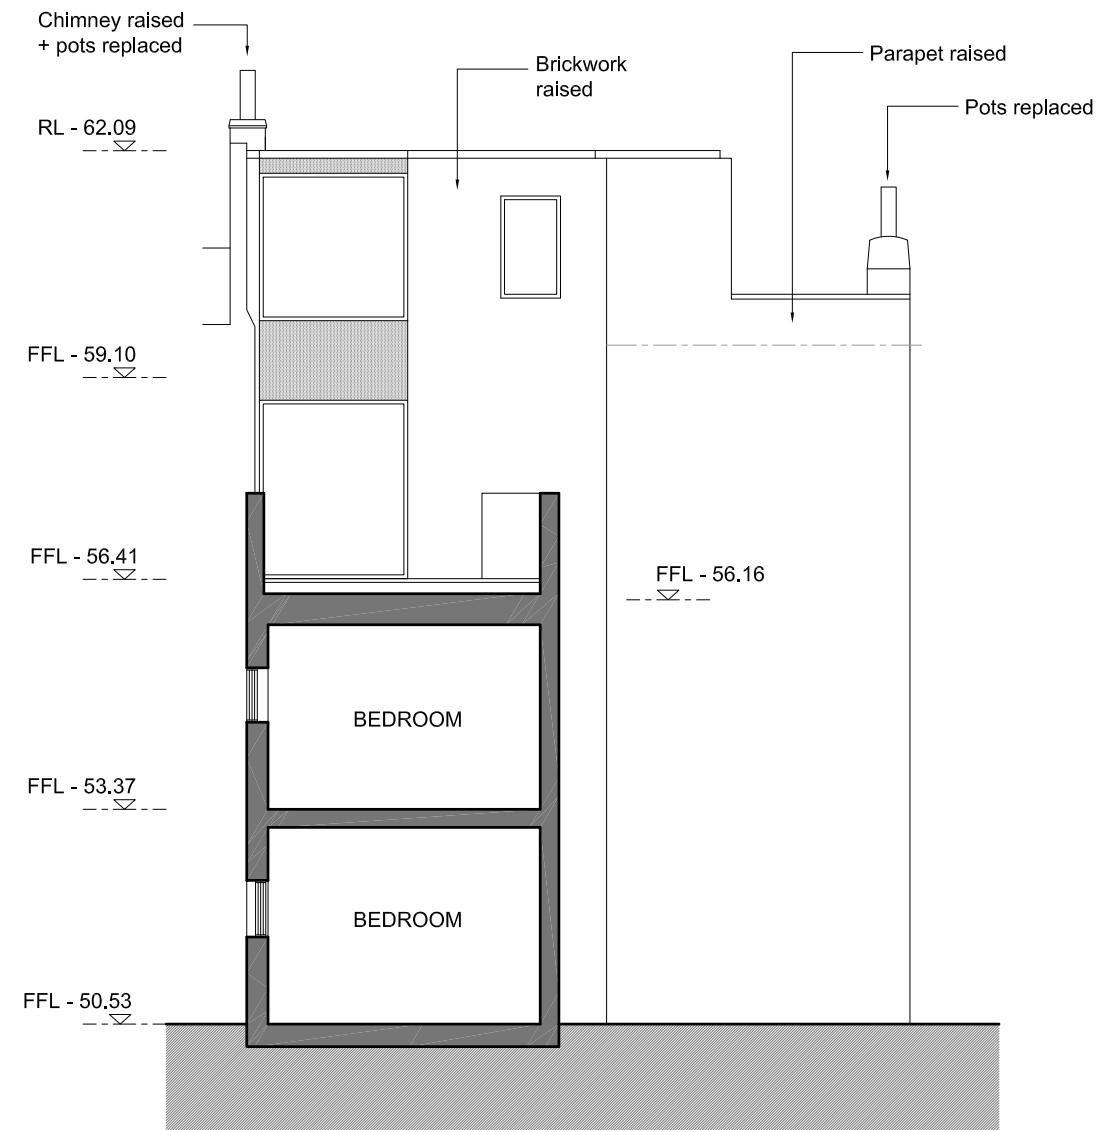 Chimney raised
+ pots replaced
Brickwork
raised
Parapet raised
Pots replaced
RL - 62.09
FFL - 59.10
FFL - 56.41
FFL - 56.16
BEDROOM
FFL - 53.37
BEDROOM
FFL - 50.53